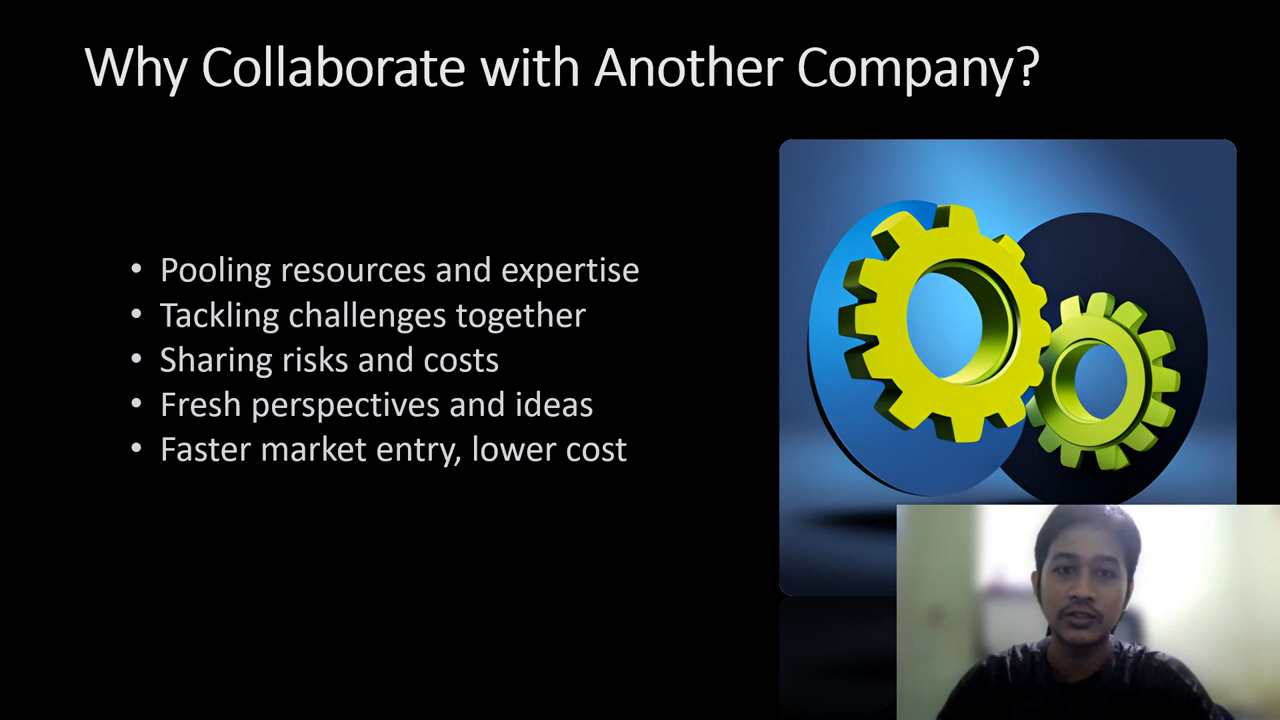 Why Collaborate with Another Company?
• Pooling resources and expertise
• Tackling challenges together
• Sharing risks and costs
• Fresh perspectives and ideas
• Faster market entry, lower cost